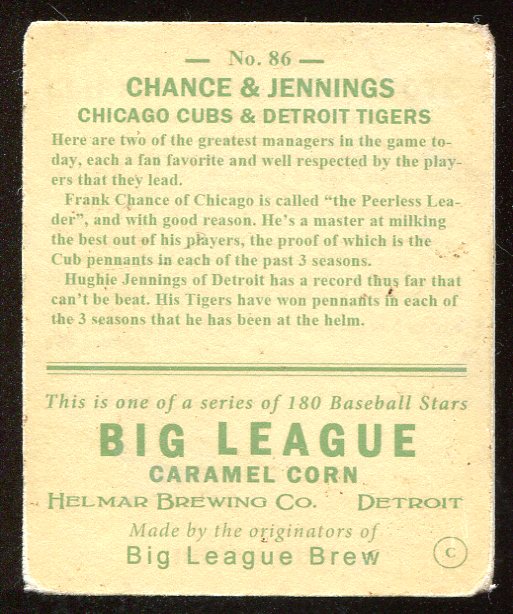 — No. 86 —
CHANCE & JENNINGS
CHICAGO CUBS & DETROIT TIGERS
Here are two of the greatest managers in the game to-
day, each a fan favorite and well respected by the play-
ers that they lead.
Frank Chance of Chicago is called “the Peerless Lea-
der”, and with good reason. He’s a master at milking
the best out of his players, the proof of which is the
Cub pennants in each of the past 3 seasons.
Hughie Jennings of Detroit has a record thus far that
can’t be beat. His Tigers have won pennants in each of
the 3 seasons that he has been at the helm.
This is one of a series of 180 Baseball Stars
BIG LEAGUE
CARAMEL CORN
HELMAR BREWING CO. DETROIT
Made by the originators of
Big League Brew
C